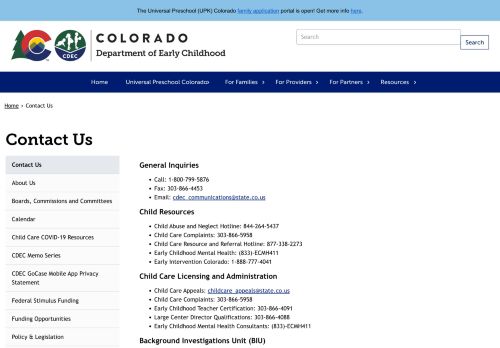 The Universal Preschool (UPK) Colorado family application portal is open! Get more info here.
CDEC
COLORADO
Department of Early Childhood
Search
Search
Home Universal Preschool Colorado For Families For Providers For Partners Resources
Home › Contact Us
Contact Us
Contact Us
About Us
Boards, Commissions and Committees
Calendar
Child Care COVID-19 Resources
CDEC Memo Series
CDEC GoCase Mobile App Privacy
Statement
Federal Stimulus Funding
Funding Opportunities
Policy & Legislation
General Inquiries
• Call: 1-800-799-5876
• Fax: 303-866-4453
• Email: cdec_communications@state.co.us
Child Resources
• Child Abuse and Neglect Hotline: 844-264-5437
• Child Care Complaints: 303-866-5958
• Child Care Resource and Referral Hotline: 877-338-2273
• Early Childhood Mental Health: (833)-ECMH411
• Early Intervention Colorado: 1-888-777-4041
Child Care Licensing and Administration
• Child Care Appeals: childcare_appeals@state.co.us
• Child Care Complaints: 303-866-5958
• Early Childhood Teacher Certification: 303-866-4091
• Large Center Director Qualifications: 303-866-4088
• Early Childhood Mental Health Consultants: (833)-ECMH411
Background Investigations Unit (BIU)